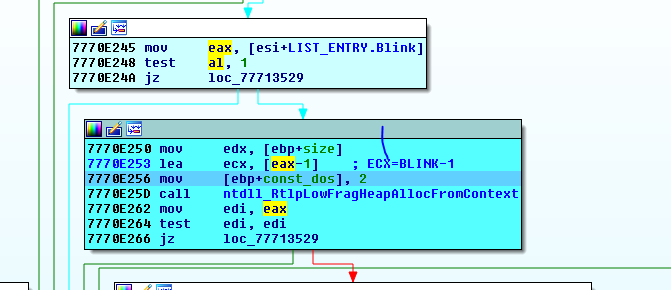 7770E245 mov eax, [esi+LIST_ENTRY.Blink]
7770E248 test al, 1
7770E24A jz loc_77713529
7770E250 mov edx, [ebp+size]
7770E253 lea ecx, [eax-1] ; ECX=BLINK-1
7770E256 mov [ebp+const_dos], 2
7770E25D call ntdll_RtlpLowFragHeapAllocFromContext
7770E262 mov edi, eax
7770E264 test edi, edi
7770E266 jz loc_77713529